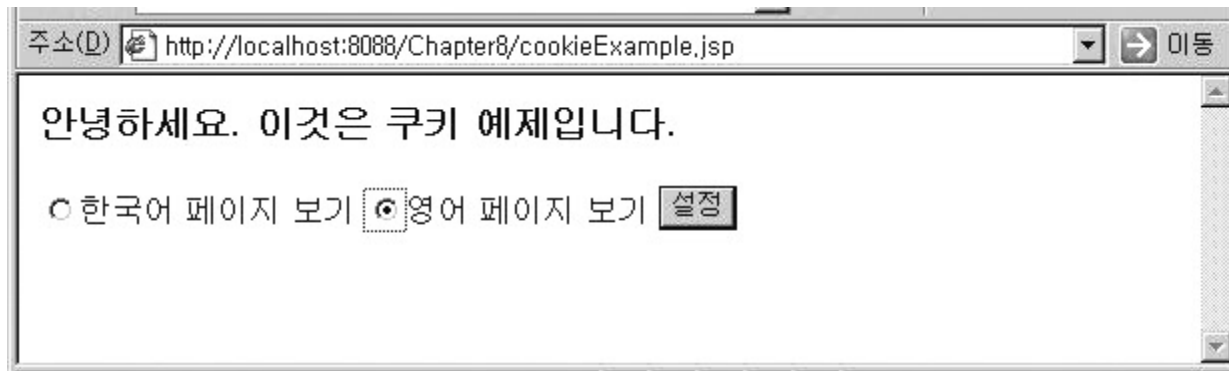 주소(D) http://localhost:8088/Chapter8/cookieExample.jsp 이동
안녕하세요. 이것은 쿠키 예제입니다.
한국어 페이지 보기 영어 페이지 보기 설정